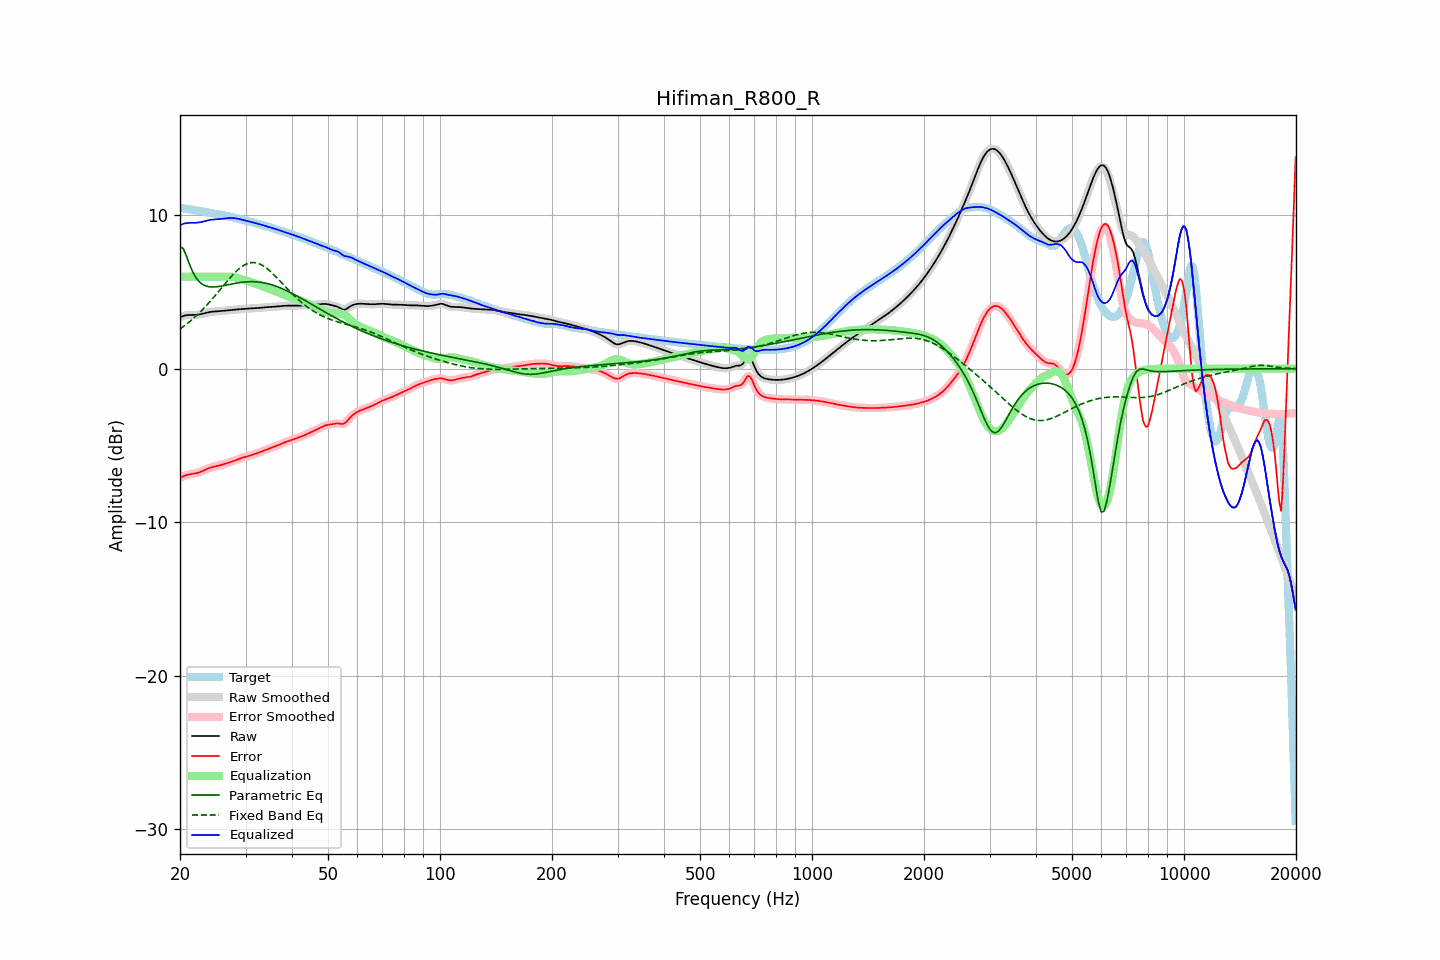 Hifiman_R800_R
Amplitude (dBr)
10
0
−10
−20
−30
Target
Raw Smoothed
Error Smoothed
Raw
Error
Equalization
Parametric Eq
Fixed Band Eq
Equalized
20 50 100 200 500 1000 2000 5000 10000 20000
Frequency (Hz)